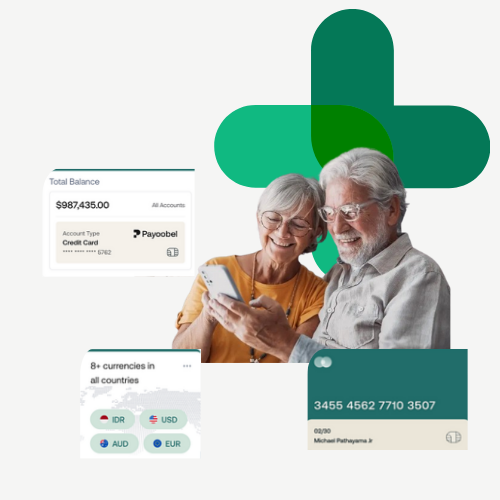 Total Balance
$987,435.00 All Accounts
Account Type Payoobel
Credit Card
**** **** **** 5762
8+ currencies in
all countries
IDR USD
AUD EUR
3455 4562 7710 3507
02/30
Michael Pathayama Jr